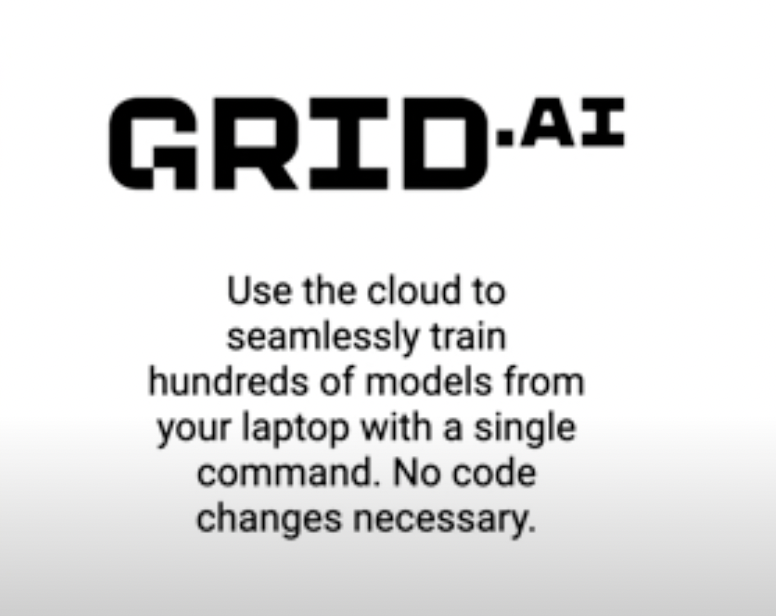 GRID.AI
Use the cloud to
seamlessly train
hundreds of models from
your laptop with a single
command. No code
changes necessary.